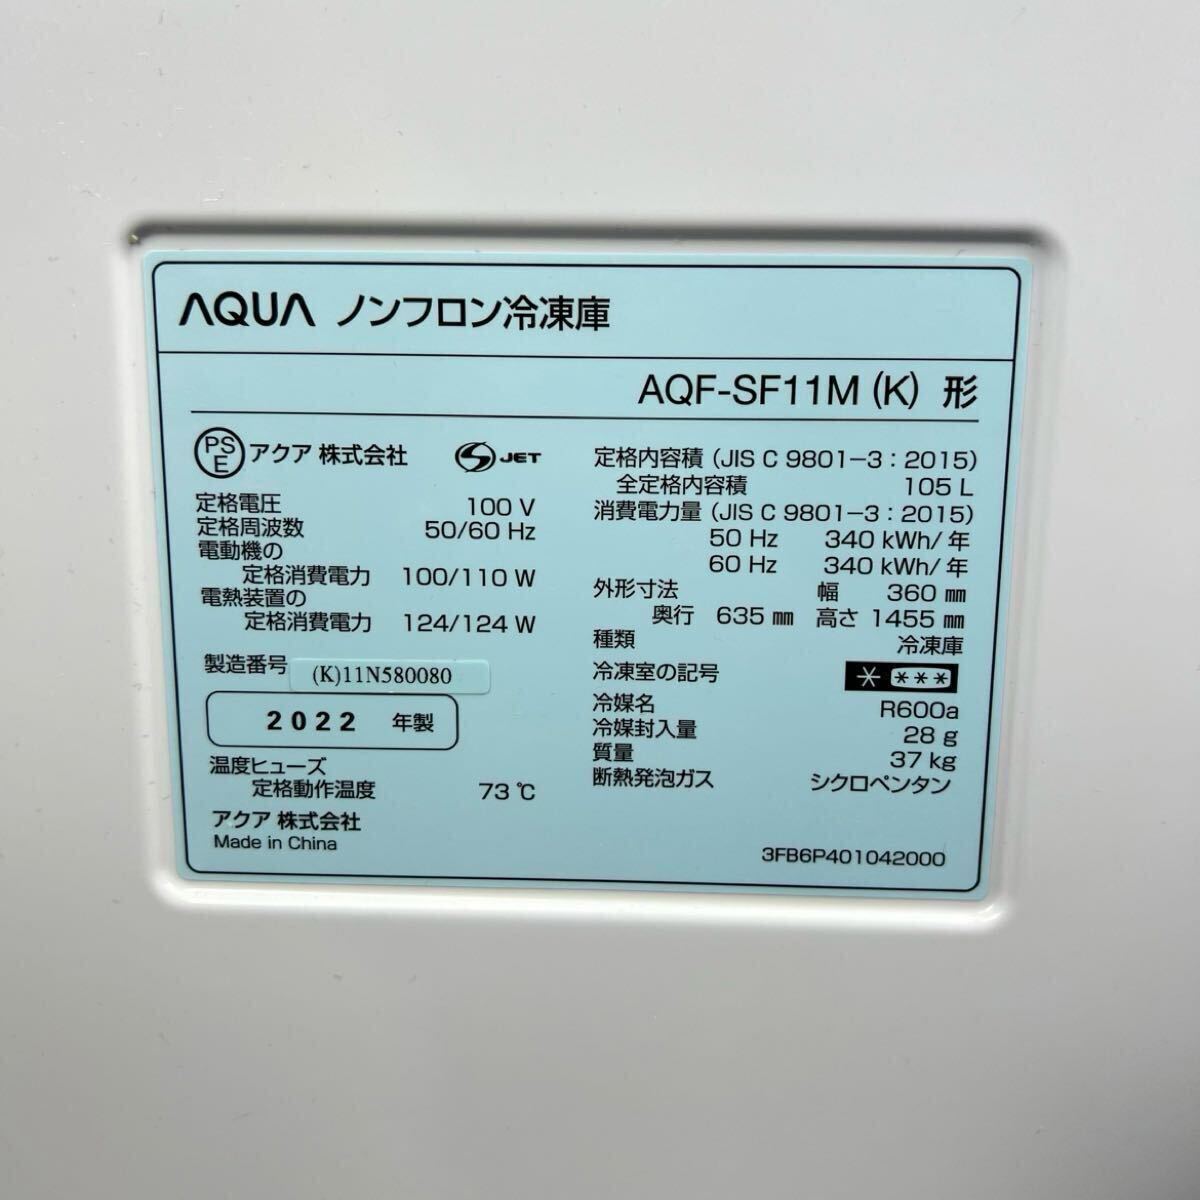 AQUA ノンフロン冷凍庫
AQF-SF11M (K) 形
PS E アクア 株式会社 S JET
定格電圧 100 V
定格周波数 50/60 Hz
電動機の
定格消費電力 100/110 W
電熱装置の
定格消費電力 124/124 W
製造番号 (K)11N580080
2022 年製
温度ヒューズ
定格動作温度 73 ℃
アクア 株式会社
Made in China
定格内容積 (JIS C 9801-3 : 2015)
全定格内容積 105 L
消費電力量 (JIS C 9801-3 : 2015)
50 Hz 340 kWh/年
60 Hz 340 kWh/年
外形寸法 幅 360 ㎜
奥行 635 ㎜ 高さ 1455 ㎜
種類 冷凍庫
冷凍室の記号 * ***
冷媒名 R600a
冷媒封入量 28 g
質量 37 kg
断熱発泡ガス シクロペンタン
3FB6P401042000